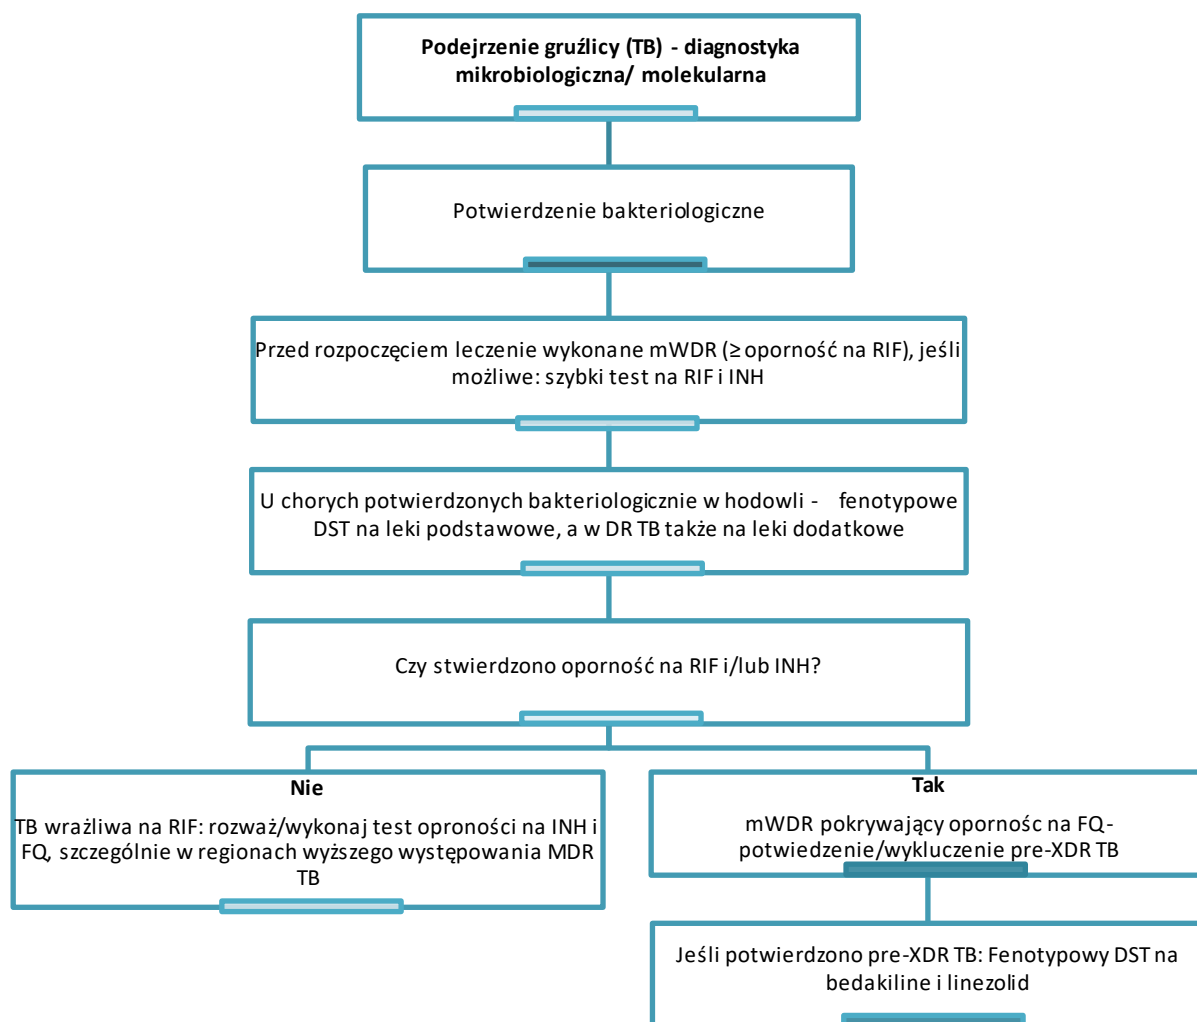 Podejrzenie gruźlicy (TB) - diagnostyka
mikrobiologiczna/ molekularna
Potwierdzenie bakteriologiczne
Przed rozpoczęciem leczenie wykonane mWDR (≥ oporność na RIF), jeśli
możliwe: szybki test na RIF i INH
U chorych potwierdzonych bakteriologicznie w hodowli - fenotypowe
DST na leki podstawowe, a w DR TB także na leki dodatkowe
Czy stwierdzono oporność na RIF i/lub INH?
Nie
TB wrażliwa na RIF: rozważ/wykonaj test oproności na INH i
FQ, szczególnie w regionach wyższego występowania MDR
TB
Tak
mWDR pokrywający opornośc na FQ-
potwiedzenie/wykluczenie pre-XDR TB
Jeśli potwierdzono pre-XDR TB: Fenotypowy DST na
bedakiline i linezolid